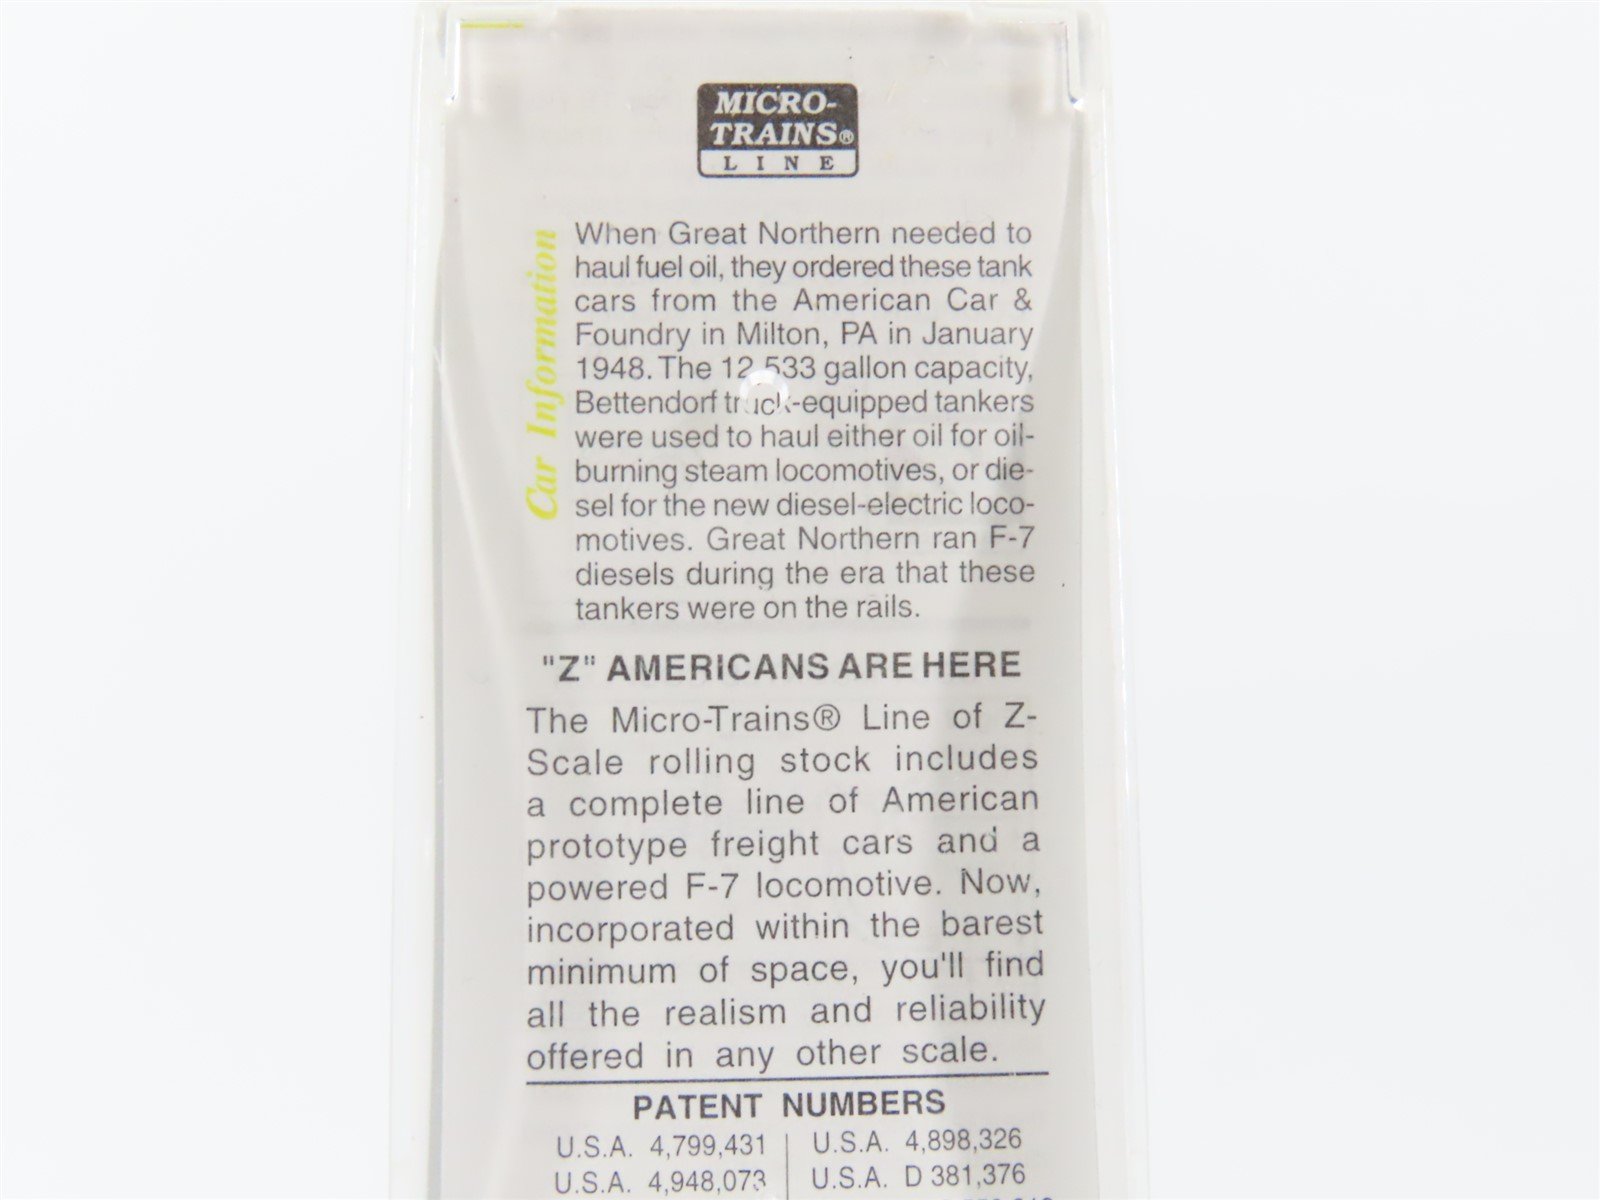 MICRO-
TRAINS®
LINE
Car Information
When Great Northern needed to
haul fuel oil, they ordered these tank
cars from the American Car &
Foundry in Milton, PA in January
1948. The 12,533 gallon capacity,
Bettendorf truck-equipped tankers
were used to haul either oil for oil-
burning steam locomotives, or die-
sel for the new diesel-electric loco-
motives. Great Northern ran F-7
diesels during the era that these
tankers were on the rails.
"Z" AMERICANS ARE HERE
The Micro-Trains® Line of Z-
Scale rolling stock includes
a complete line of American
prototype freight cars and a
powered F-7 locomotive. Now,
incorporated within the barest
minimum of space, you'll find
all the realism and reliability
offered in any other scale.
PATENT NUMBERS
U.S.A. 4,799,431 | U.S.A. 4,898,326
U.S.A. 4,948,073 | U.S.A. D 381,376